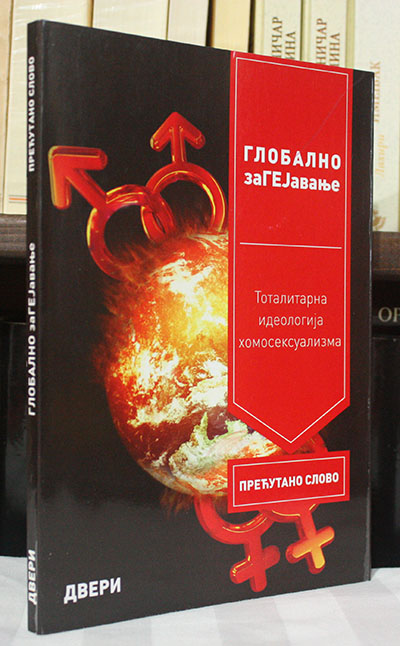 ГЛОБАЛНО
заГЕЈавање
Тоталитарна
идеологија
хомосексуализма
ПРЕЋУТАНО СЛОВО
ДВЕРИ
ПРЕЋУТАНО СЛОВО
ГЛОБАЛНО заГЕЈавање
ДВЕРИ